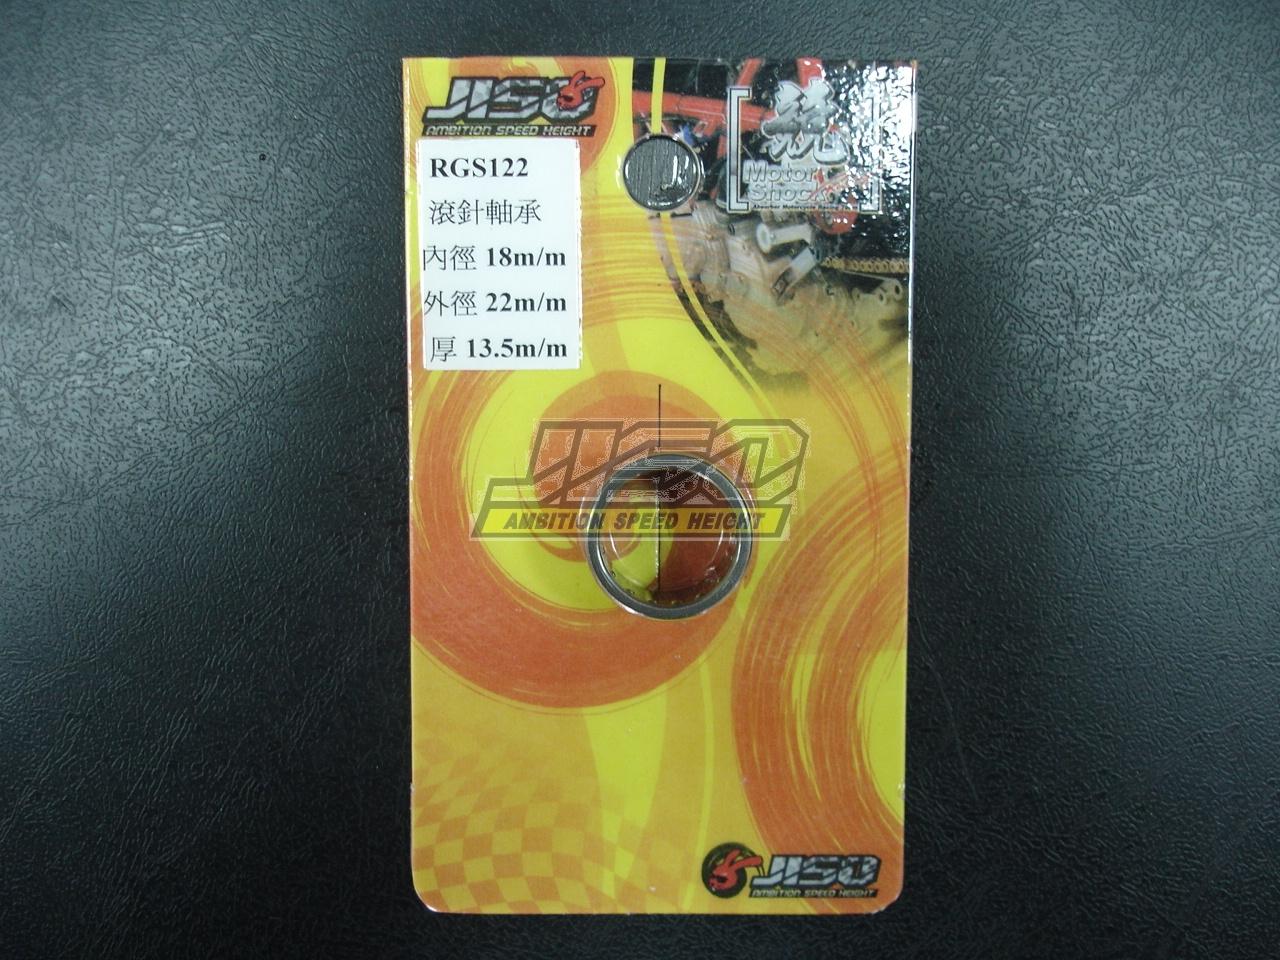 JISO
AMBITION SPEED HEIGHT
RGS122
滾針軸承
內徑 18m/m
外徑 22m/m
厚 13.5m/m
Motor
Shock
JISO
AMBITION SPEED HEIGHT
JISO
AMBITION SPEED HEIGHT